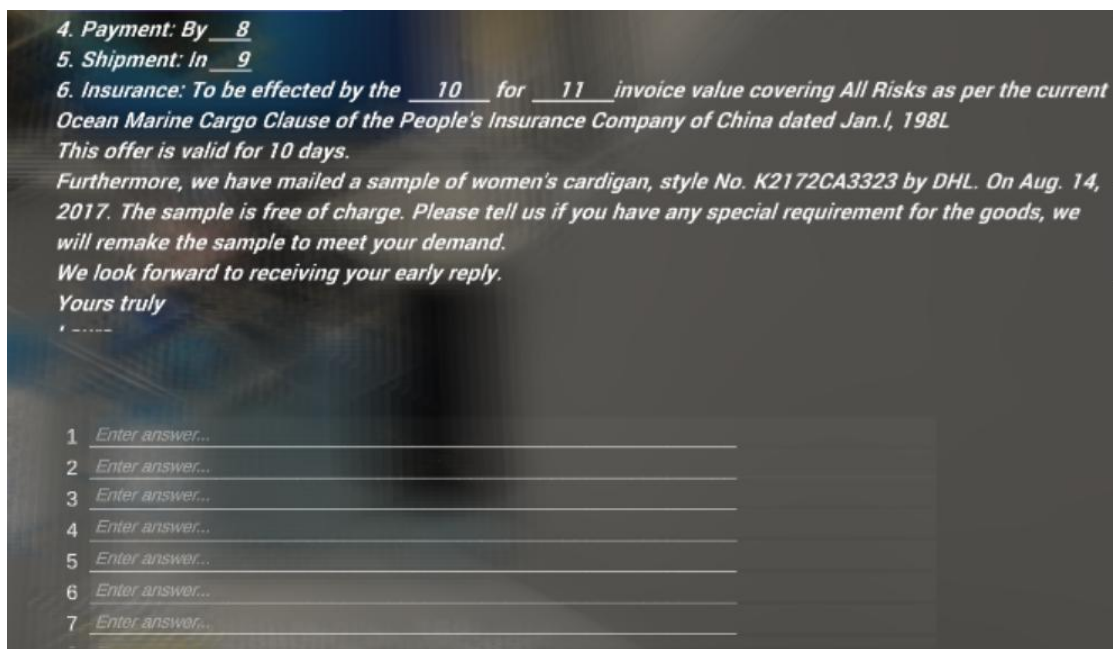 4. Payment: By 8
5. Shipment: In 9
6. Insurance: To be effected by the 10 for 11 invoice value covering All Risks as per the current
Ocean Marine Cargo Clause of the People's Insurance Company of China dated Jan.l, 198L
This offer is valid for 10 days.
Furthermore, we have mailed a sample of women's cardigan, style No. K2172CA3323 by DHL. On Aug. 14,
2017. The sample is free of charge. Please tell us if you have any special requirement for the goods, we
will remake the sample to meet your demand.
We look forward to receiving your early reply.
Yours truly
1 Enter answer...
2 Enter answer...
3 Enter answer...
4 Enter answer...
5 Enter answer...
6 Enter answer...
7 Enter answer...